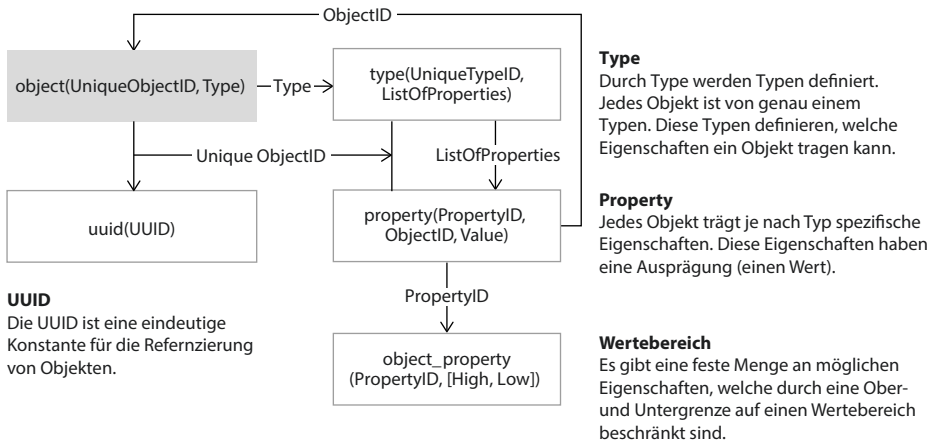 ObjectID
object(UniqueObjectID, Type)
Type
type(UniqueTypeID,
ListOfProperties)
Unique ObjectID
ListOfProperties
uuid(UUID)
property(PropertyID,
ObjectID, Value)
PropertyID
object_property
(PropertyID, [High, Low])
UUID
Die UUID ist eine eindeutige
Konstante für die Refernzierung
von Objekten.
Type
Durch Type werden Typen definiert.
Jedes Objekt ist von genau einem
Typen. Diese Typen definieren, welche
Eigenschaften ein Objekt tragen kann.
Property
Jedes Objekt trägt je nach Typ spezifische
Eigenschaften. Diese Eigenschaften haben
eine Ausprägung (einen Wert).
Wertebereich
Es gibt eine feste Menge an möglichen
Eigenschaften, welche durch eine Ober-
und Untergrenze auf einen Wertebereich
beschränkt sind.